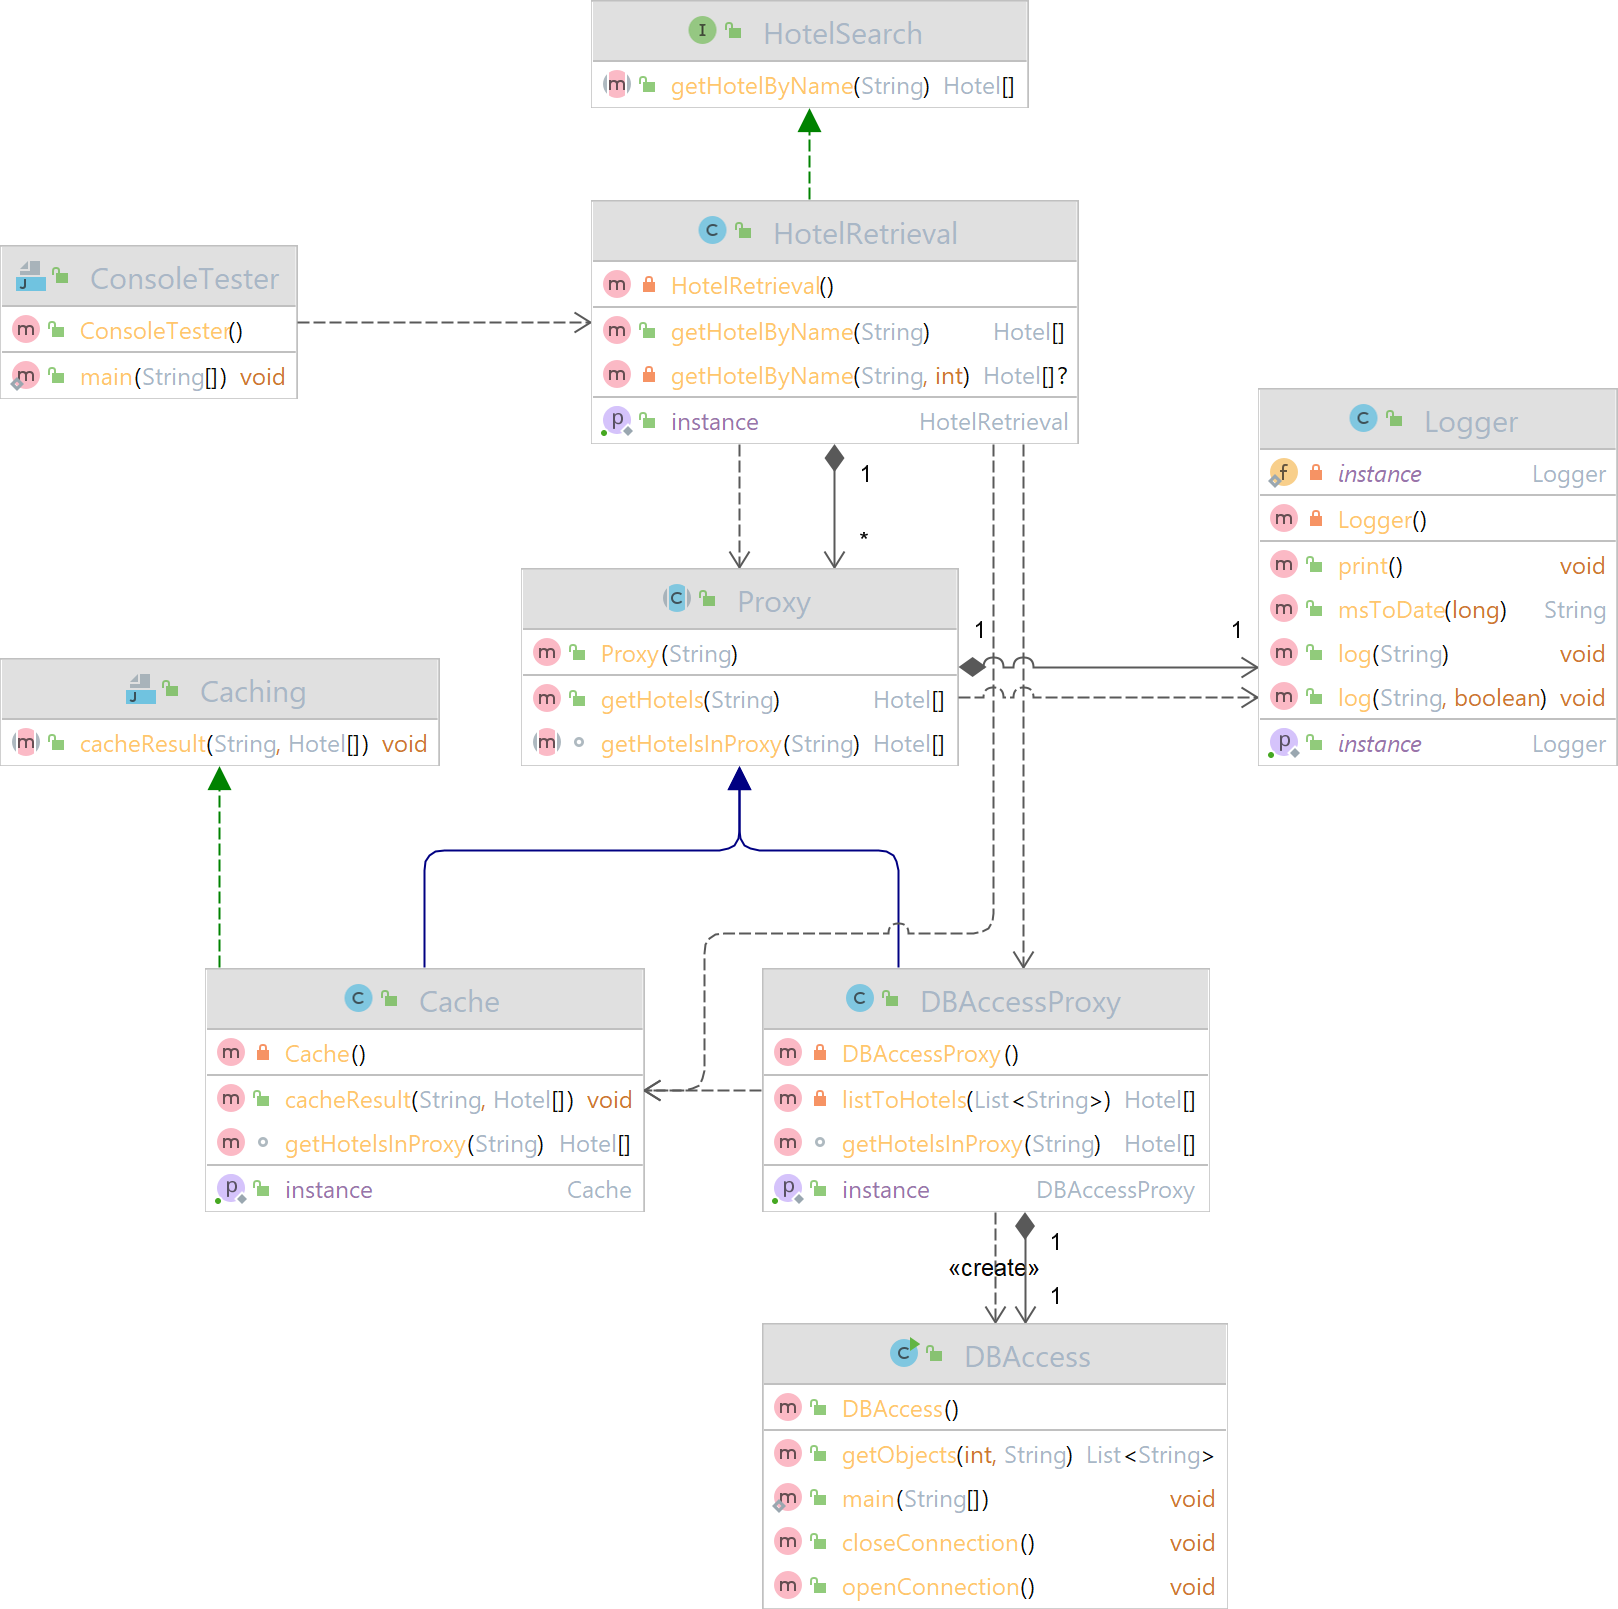 HotelSearch
getHotelByName(String) Hotel[]
HotelRetrieval
HotelRetrieval()
getHotelByName(String) Hotel[]
getHotelByName(String, int) Hotel[]?
instance HotelRetrieval
ConsoleTester
ConsoleTester()
main(String[]) void
Logger
instance Logger
Logger()
print() void
msToDate(long) String
log(String) void
log(String, boolean) void
instance Logger
1
*
Proxy
Proxy(String)
getHotels(String) Hotel[]
getHotelsInProxy(String) Hotel[]
1
1
Caching
cacheResult(String, Hotel[]) void
Cache
Cache()
cacheResult(String, Hotel[]) void
getHotelsInProxy(String) Hotel[]
instance Cache
DBAccessProxy
DBAccessProxy()
listToHotels(List<String>) Hotel[]
getHotelsInProxy(String) Hotel[]
instance DBAccessProxy
1
«create»
1
DBAccess
DBAccess()
getObjects(int, String) List<String>
main(String[]) void
closeConnection() void
openConnection() void